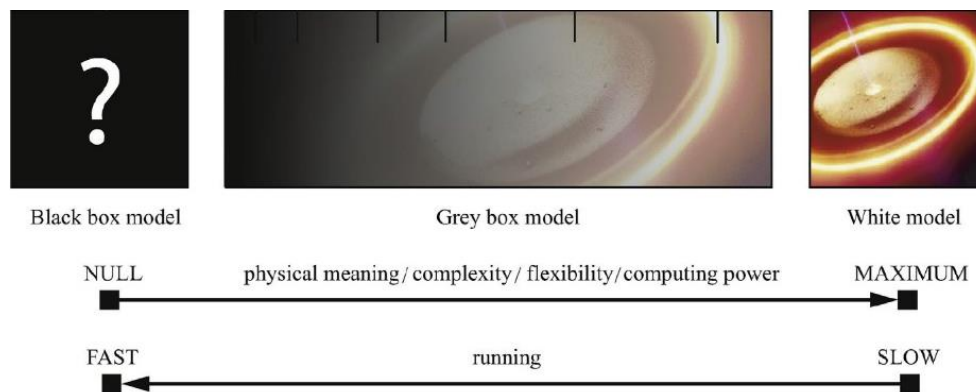 ?
Black box model Grey box model White model
NULL physical meaning/complexity/flexibility/computing power MAXIMUM
FAST running SLOW